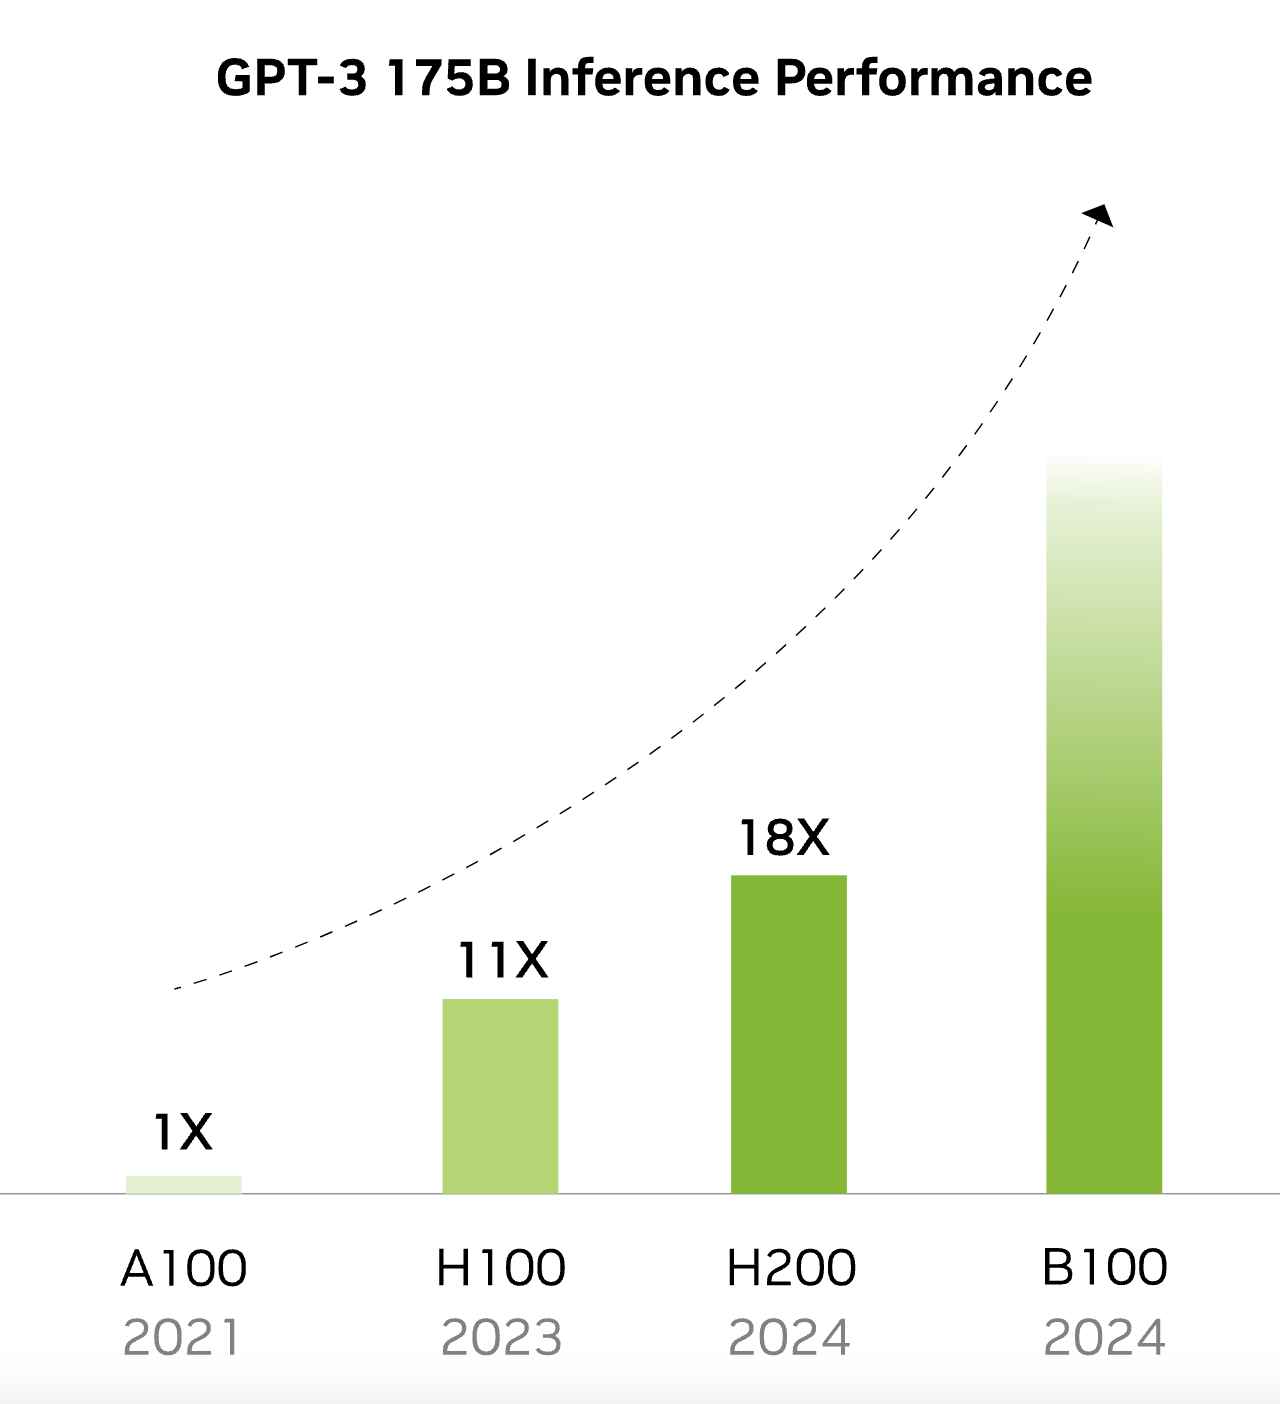 GPT-3 175B Inference Performance
18X
11X
1X
A100 H100 H200 B100
2021 2023 2024 2024